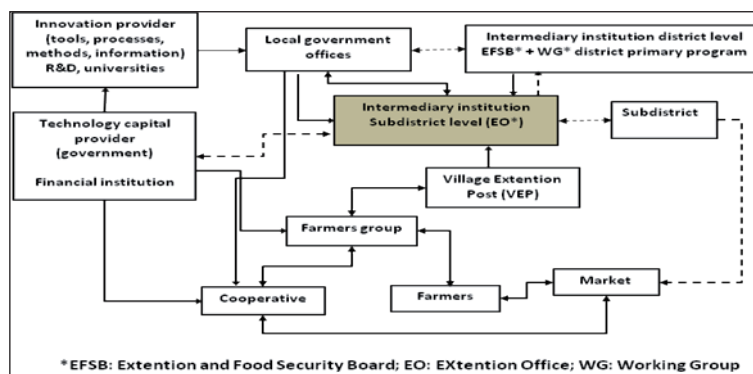 Innovation provider
(tools, processes,
methods, information)
R&D, universities
Local government
offices
Intermediary institution district level
EFSB* + WG* district primary program
Technology capital
provider
(government)
Financial institution
Intermediary institution
Subdistrict level (EO*)
Subdistrict
Village Extention
Post (VEP)
Farmers group
Cooperative
Farmers
Market
*EFSB: Extention and Food Security Board; EO: EXtention Office; WG: Working Group